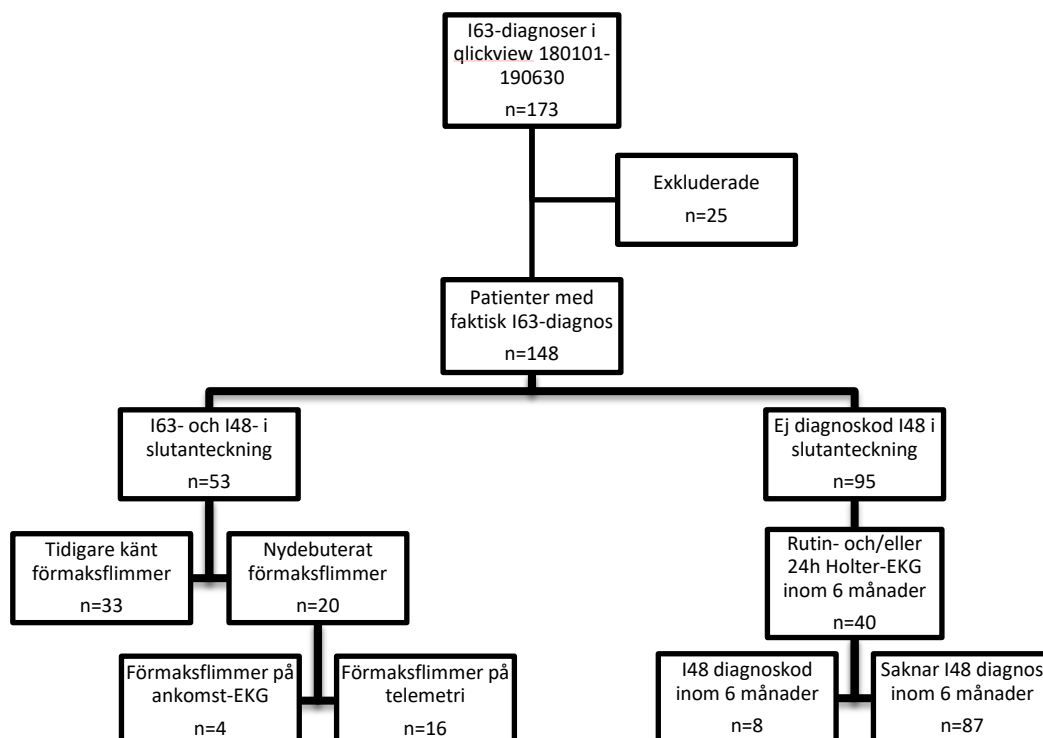 I63-diagnoser i
qlickview 180101-
190630
n=173
Exkluderade
n=25
Patienter med
faktisk I63-diagnos
n=148
I63- och I48- i
slutanteckning
n=53
Ej diagnoskod I48 i
slutanteckning
n=95
Tidigare känt
förmaksflimmer
n=33
Nydebuterat
förmaksflimmer
n=20
Rutin- och/eller
24h Holter-EKG
inom 6 månader
n=40
Förmaksflimmer på
ankomst-EKG
n=4
Förmaksflimmer på
telemetri
n=16
I48 diagnoskod
inom 6 månader
n=8
Saknar I48 diagnos
inom 6 månader
n=87